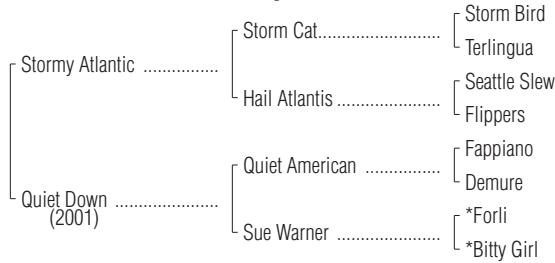 Storm Bird
Storm Cat..........................
Terlingua
Stormy Atlantic ................
Seattle Slew
Hail Atlantis ......................
Flippers
Fappiano
Quiet American ................
Demure
Quiet Down ......................
(2001)
*Forli
Sue Warner ......................
*Bitty Girl